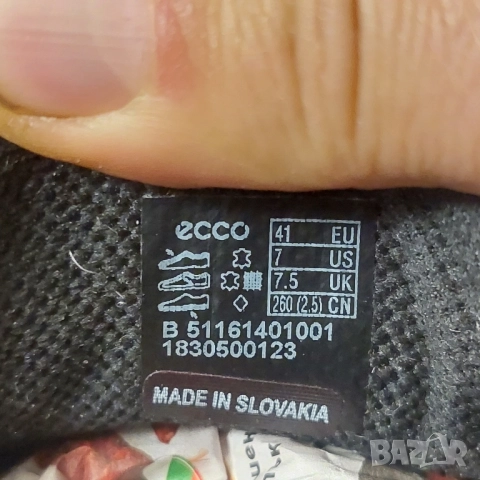 ecco
41 EU
7 US
7.5 UK
260 (2.5) CN
B 51161401001
1830500123
MADE IN SLOVAKIA
BAZAR